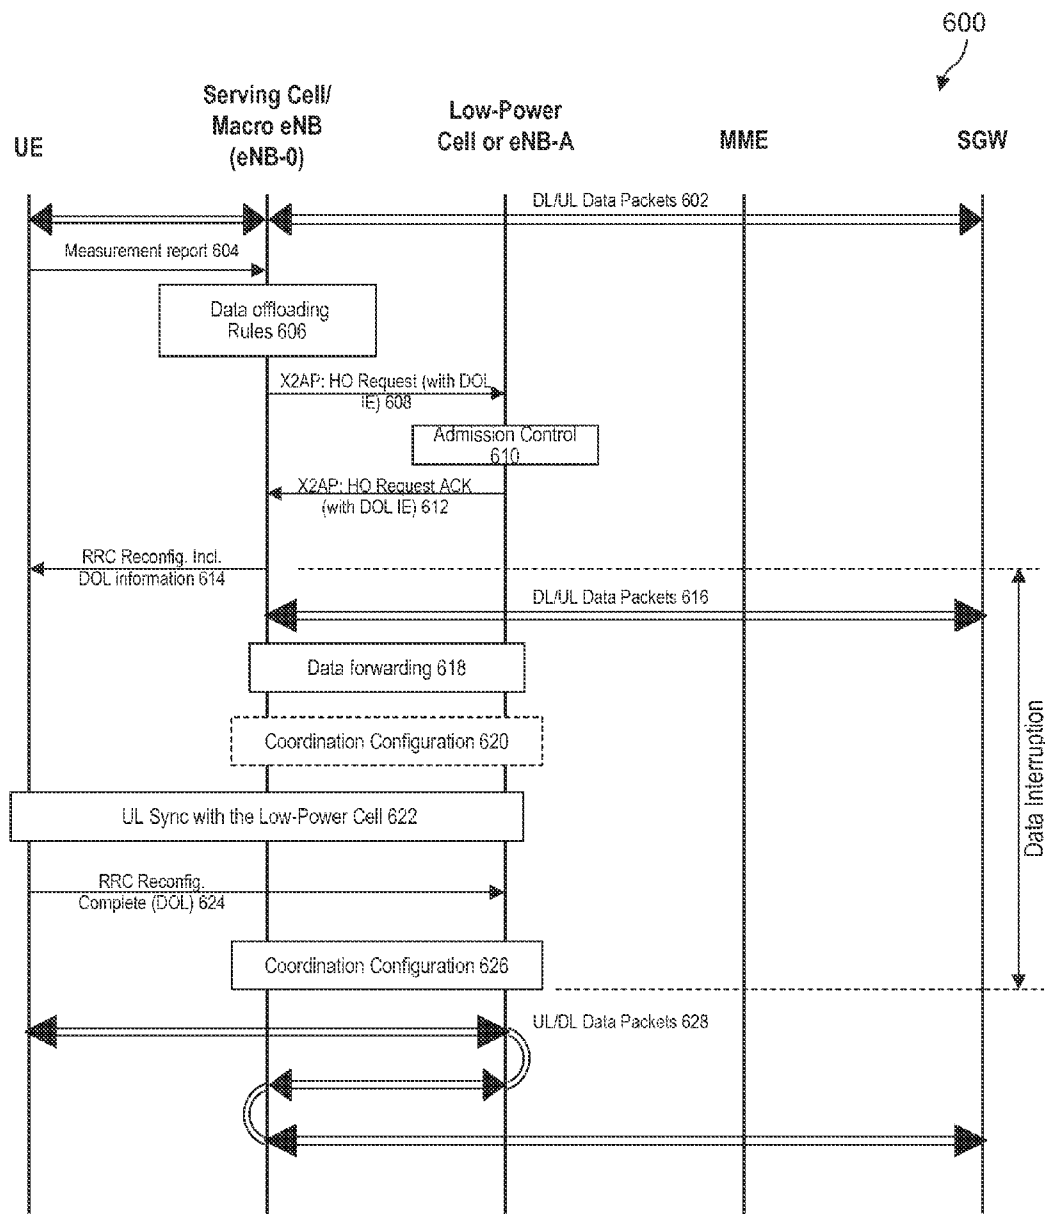 600
UE
Serving Cell/
Macro eNB
(eNB-0)
Low-Power
Cell or eNB-A
MME
SGW
DL/UL Data Packets 602
Measurement report 604
Data offloading
Rules 606
X2AP: HO Request (with DOL
IE) 608
Admission Control
610
X2AP: HO Request ACK
(with DOL IE) 612
RRC Reconfig. Incl.
DOL information 614
DL/UL Data Packets 616
Data forwarding 618
Coordination Configuration 620
Data Interruption
UL Sync with the Low-Power Cell 622
RRC Reconfig.
Complete (DOL) 624
Coordination Configuration 626
UL/DL Data Packets 628